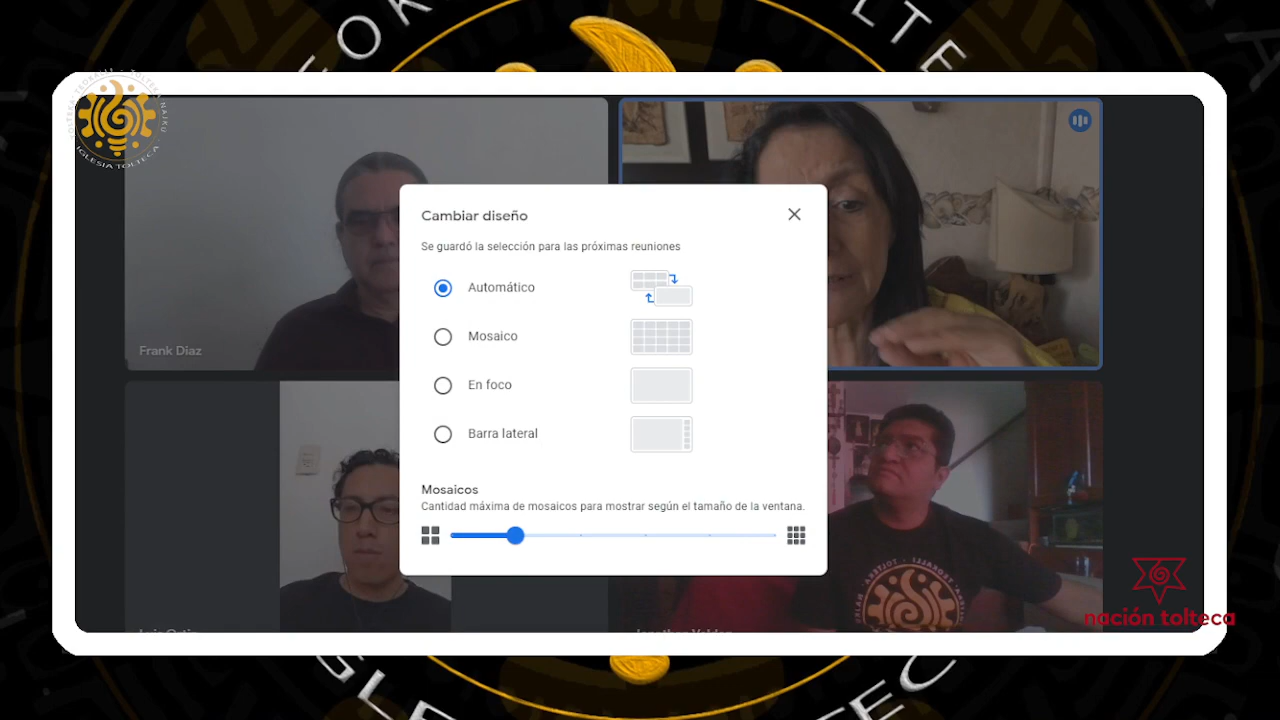 IGLESIA TOLTECA
Cambiar diseño
Se guardó la selección para las próximas reuniones
Automático
Mosaico
En foco
Barra lateral
Mosaicos
Cantidad máxima de mosaicos para mostrar según el tamaño de la ventana.
Frank Diaz
nación tolteca